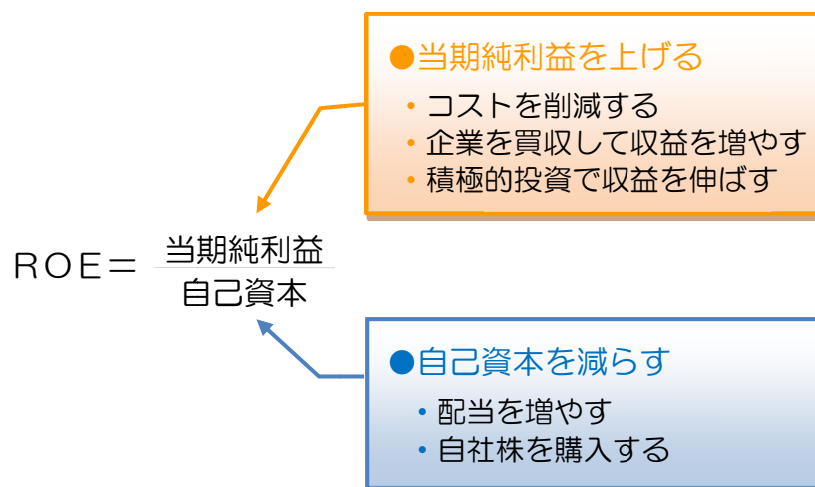 ●当期純利益を上げる
・コストを削減する
・企業を買収して収益を増やす
・積極的投資で収益を伸ばす
ROE＝ 当期純利益
自己資本
●自己資本を減らす
・配当を増やす
・自社株を購入する